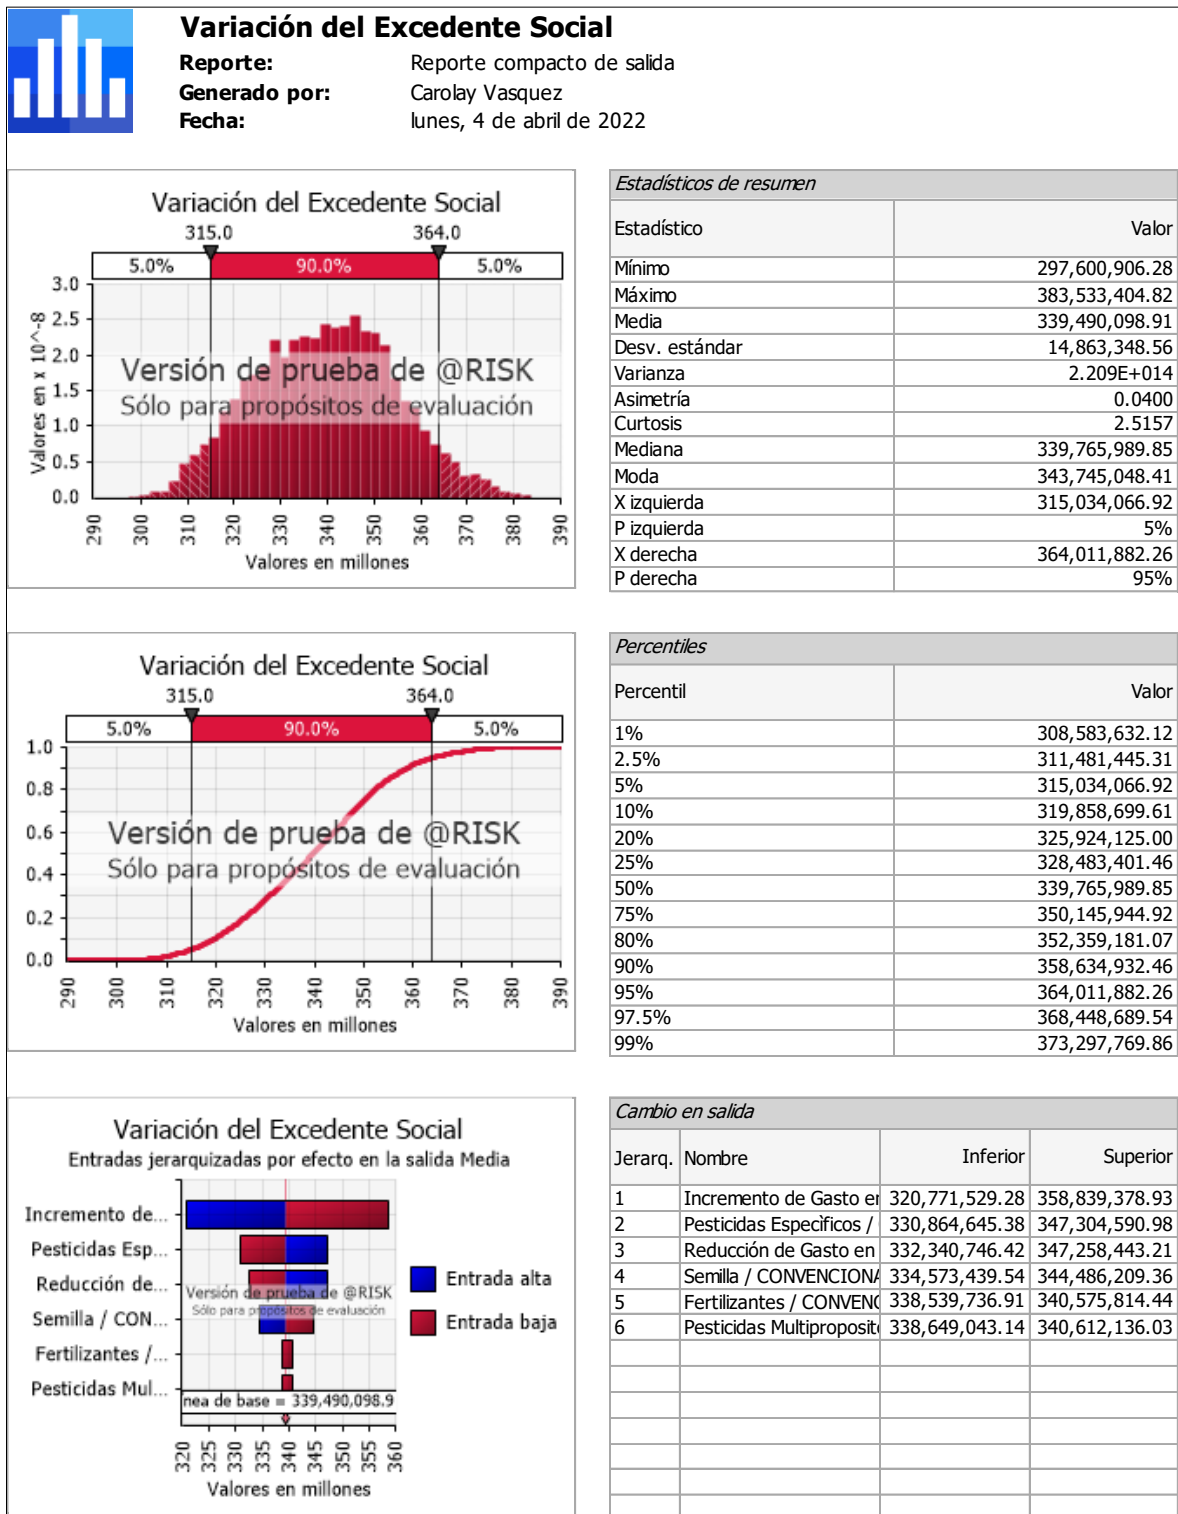 Variación del Excedente Social
Reporte: Reporte compacto de salida
Generado por: Carolay Vasquez
Fecha: lunes, 4 de abril de 2022
Variación del Excedente Social
315.0 364.0
5.0% 90.0% 5.0%
3.0
2.5
2.0
1.5
1.0
0.5
0.0
Valores en x 10^-8
Versión de prueba de @RISK
Sólo para propósitos de evaluación
290 300 310 320 330 340 350 360 370 380 390
Valores en millones
Estadísticos de resumen
Estadístico Valor
Mínimo 297,600,906.28
Máximo 383,533,404.82
Media 339,490,098.91
Desv. estándar 14,863,348.56
Varianza 2.209E+014
Asimetría 0.0400
Curtosis 2.5157
Mediana 339,765,989.85
Moda 343,745,048.41
X izquierda 315,034,066.92
P izquierda 5%
X derecha 364,011,882.26
P derecha 95%
Variación del Excedente Social
315.0 364.0
5.0% 90.0% 5.0%
1.0
0.8
0.6
0.4
0.2
0.0
Versión de prueba de @RISK
Sólo para propósitos de evaluación
290 300 310 320 330 340 350 360 370 380 390
Valores en millones
Percentiles
Percentil Valor
1% 308,583,632.12
2.5% 311,481,445.31
5% 315,034,066.92
10% 319,858,699.61
20% 325,924,125.00
25% 328,483,401.46
50% 339,765,989.85
75% 350,145,944.92
80% 352,359,181.07
90% 358,634,932.46
95% 364,011,882.26
97.5% 368,448,689.54
99% 373,297,769.86
Variación del Excedente Social
Entradas jerarquizadas por efecto en la salida Media
Incremento de...
Pesticidas Esp...
Reducción de...
Semilla / CON...
Fertilizantes /...
Pesticidas Mul...
Versión de prueba de @RISK
Sólo para propósitos de evaluación
nea de base = 339,490,098.9
320 325 330 335 340 345 350 355 360
Valores en millones
Entrada alta
Entrada baja
Cambio en salida
Jerarq. Nombre Inferior Superior
1 Incremento de Gasto en 320,771,529.28 358,839,378.93
2 Pesticidas Especìficos / 330,864,645.38 347,304,590.98
3 Reducción de Gasto en 332,340,746.42 347,258,443.21
4 Semilla / CONVENCIONA 334,573,439.54 344,486,209.36
5 Fertilizantes / CONVENC 338,539,736.91 340,575,814.44
6 Pesticidas Multiproposit 338,649,043.14 340,612,136.03